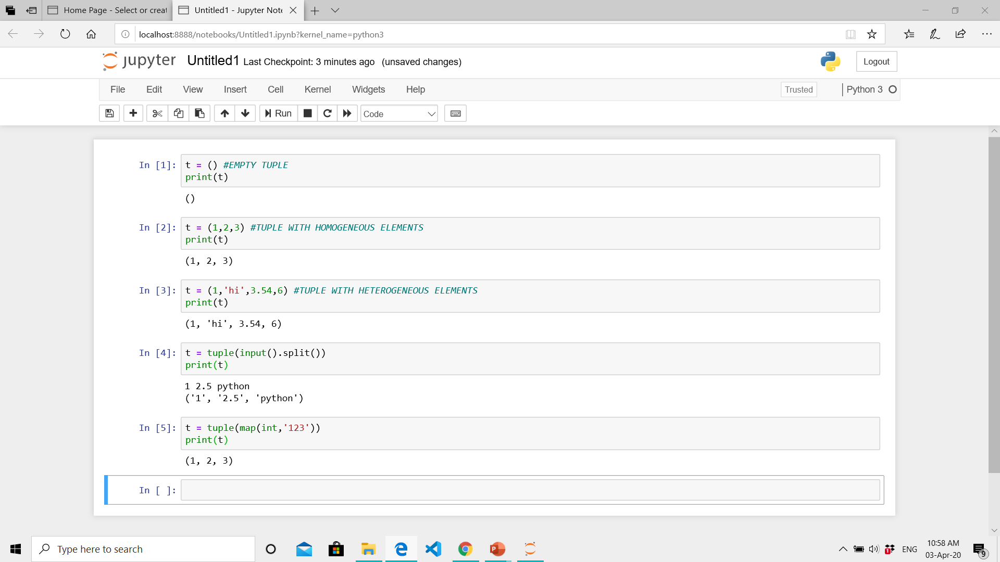 Home Page - Select or creat
Untitled1 - Jupyter Note
localhost:8888/notebooks/Untitled1.ipynb?kernel_name=python3
jupyter Untitled1 Last Checkpoint: 3 minutes ago (unsaved changes)
Logout
File Edit View Insert Cell Kernel Widgets Help
Trusted
Python 3
Run
Code
In [1]: t = () #EMPTY TUPLE
print(t)
()
In [2]: t = (1,2,3) #TUPLE WITH HOMOGENEOUS ELEMENTS
print(t)
(1, 2, 3)
In [3]: t = (1,'hi',3.54,6) #TUPLE WITH HETEROGENEOUS ELEMENTS
print(t)
(1, 'hi', 3.54, 6)
In [4]: t = tuple(input().split())
print(t)
1 2.5 python
('1', '2.5', 'python')
In [5]: t = tuple(map(int,'123'))
print(t)
(1, 2, 3)
In [ ]:
Type here to search
P
1
ENG
10:58 AM
03-Apr-20
9